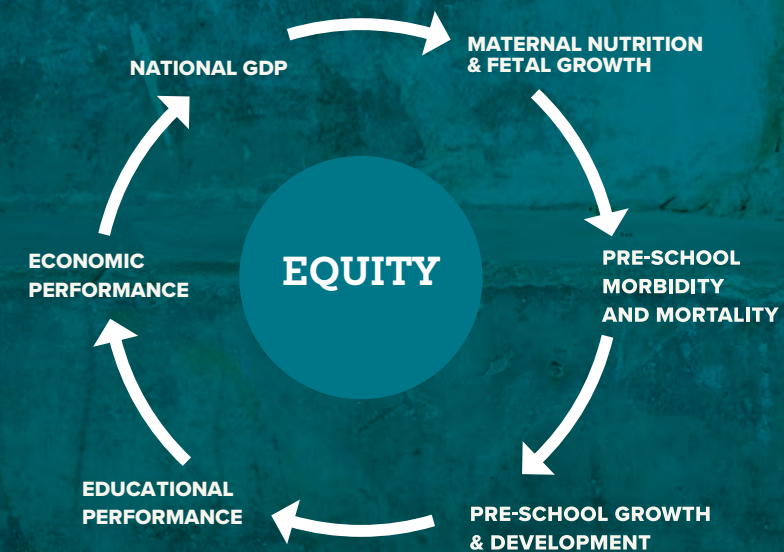 NATIONAL GDP
MATERNAL NUTRITION
& FETAL GROWTH
PRE-SCHOOL
MORBIDITY
AND MORTALITY
PRE-SCHOOL GROWTH
& DEVELOPMENT
EDUCATIONAL
PERFORMANCE
ECONOMIC
PERFORMANCE
EQUITY